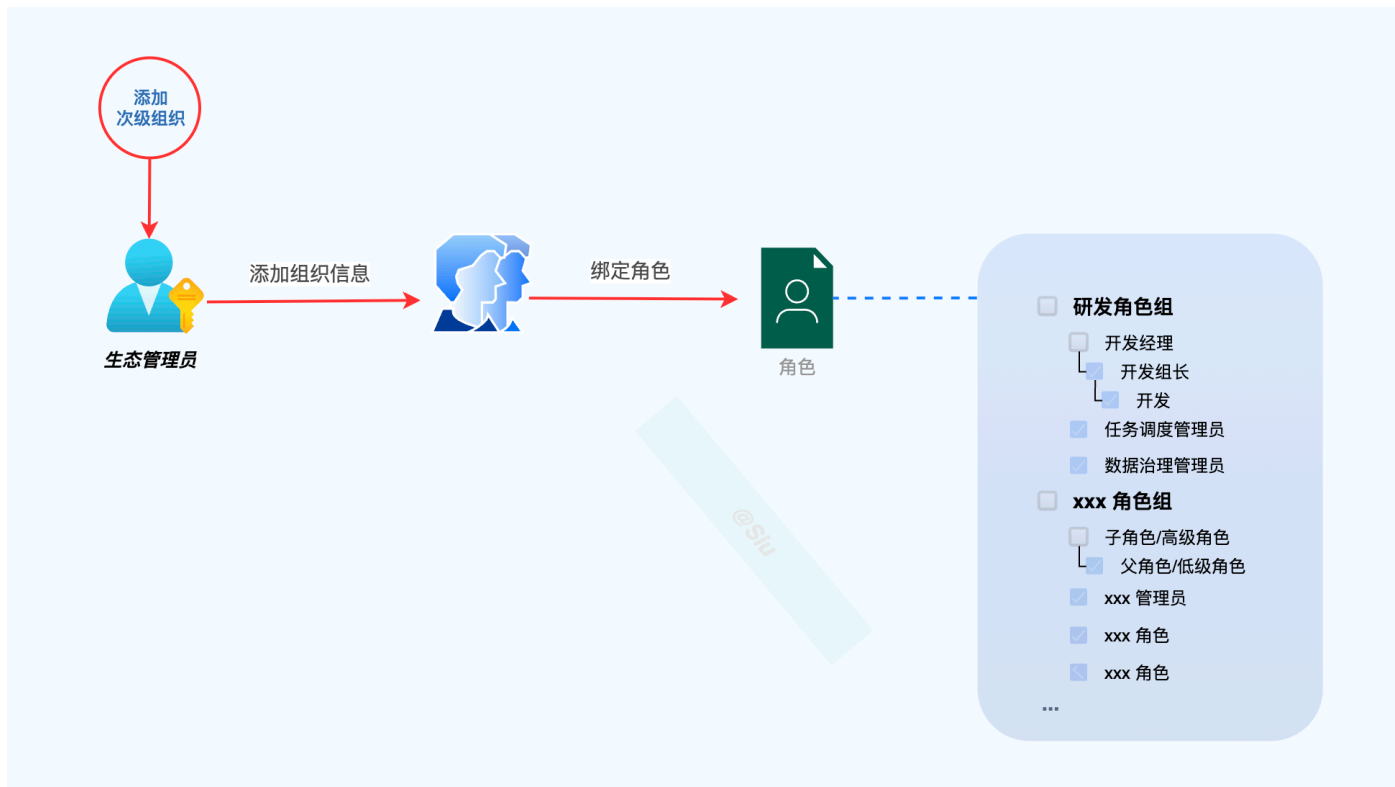 添加
次级组织
添加组织信息
绑定角色
生态管理员
角色
研发角色组
开发经理
开发组长
开发
任务调度管理员
数据治理管理员
xxx 角色组
子角色/高级角色
父角色/低级角色
xxx 管理员
xxx 角色
xxx 角色
...
@Siu